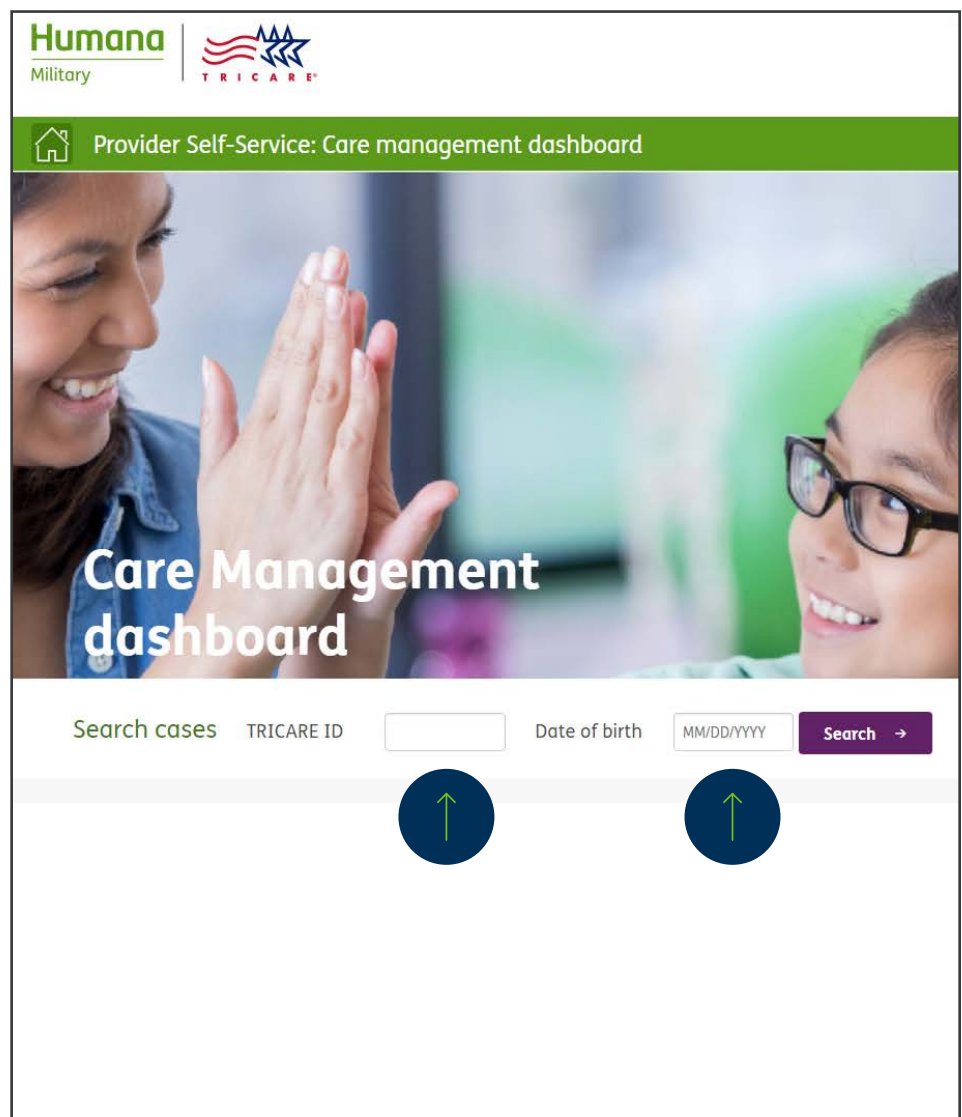 Humana
Military
TRICARE®
Provider Self-Service: Care management dashboard
Care Management
dashboard
Search cases TRICARE ID Date of birth MM/DD/YYYY Search →